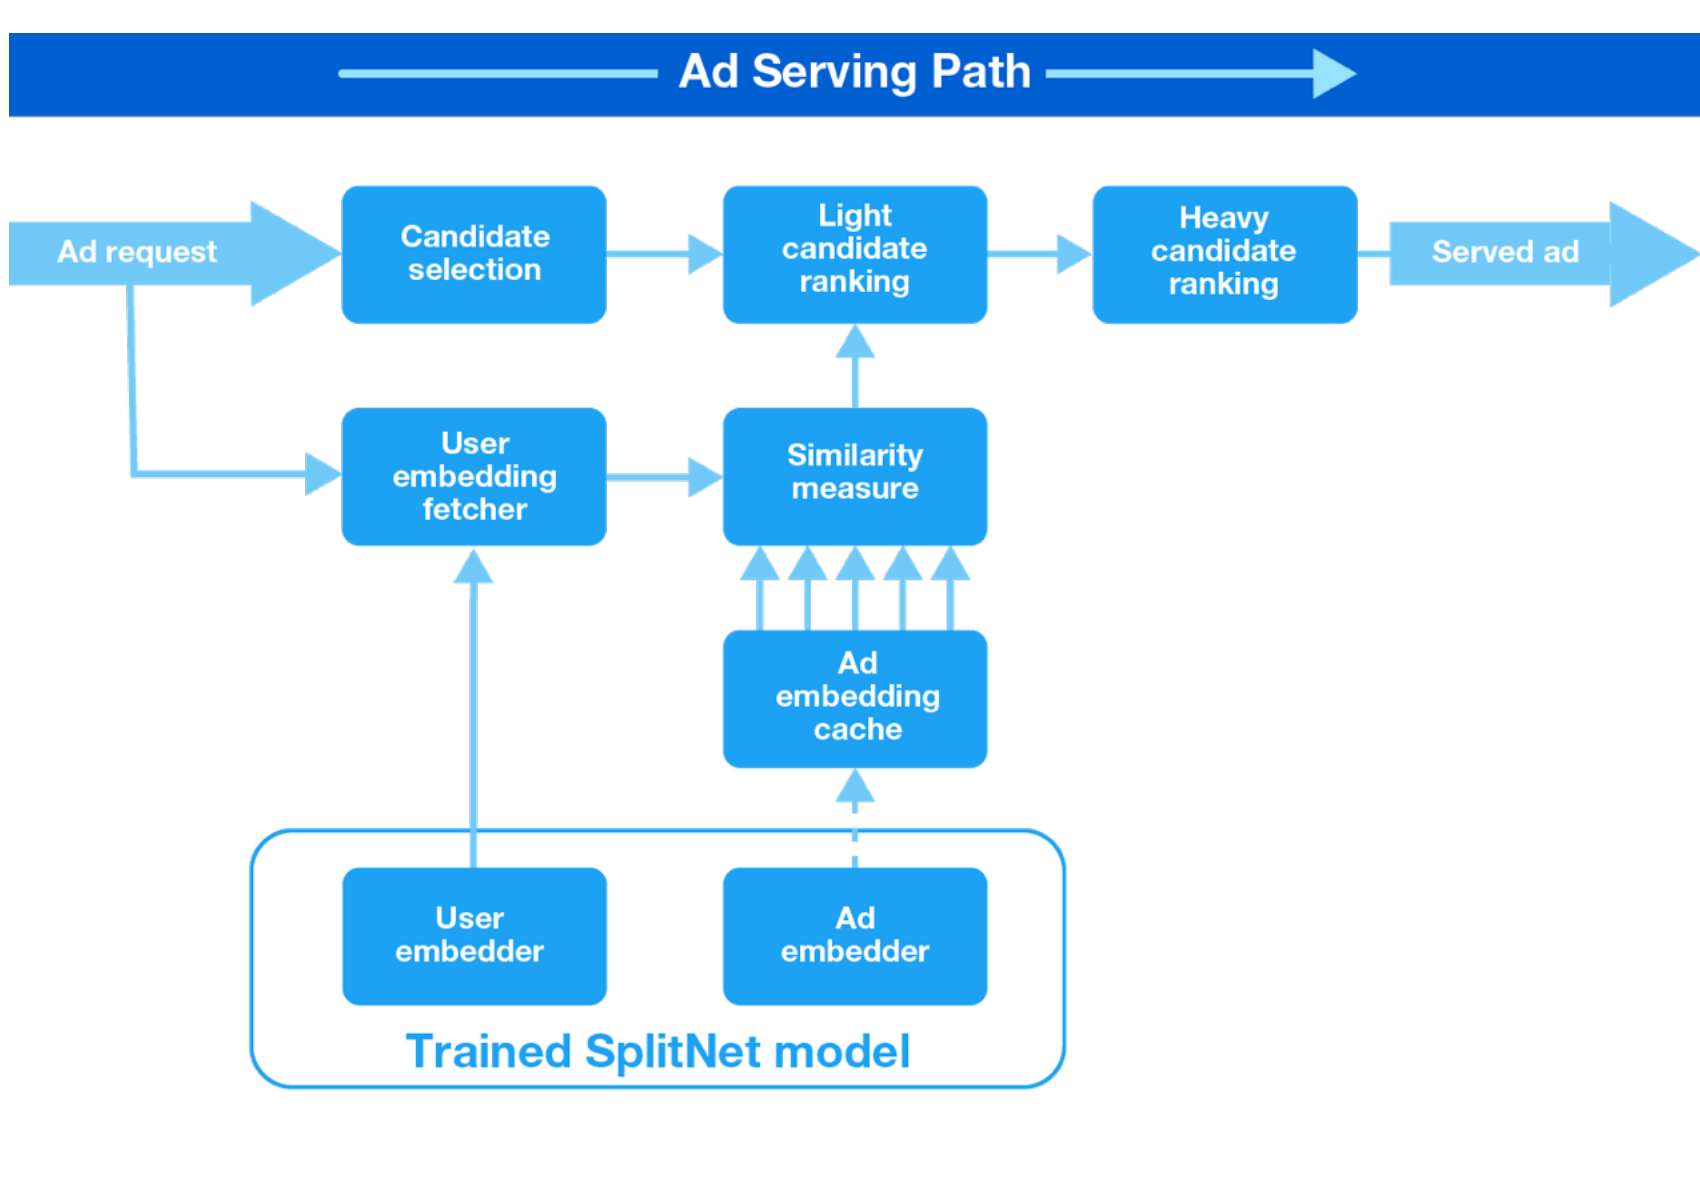 Ad Serving Path
Ad request
Candidate
selection
Light
candidate
ranking
Heavy
candidate
ranking
Served ad
User
embedding
fetcher
Similarity
measure
Ad
embedding
cache
User
embedder
Ad
embedder
Trained SplitNet model